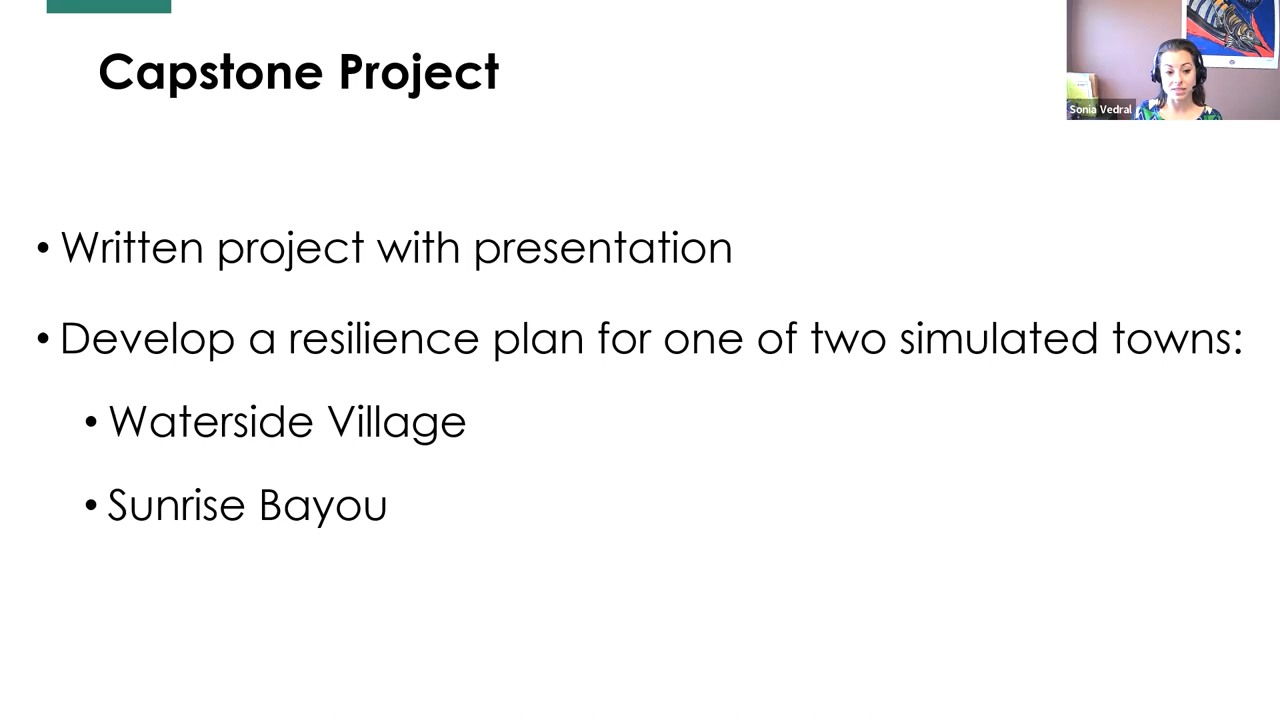 Capstone Project
Sonia Vedral
• Written project with presentation
• Develop a resilience plan for one of two simulated towns:
• Waterside Village
• Sunrise Bayou